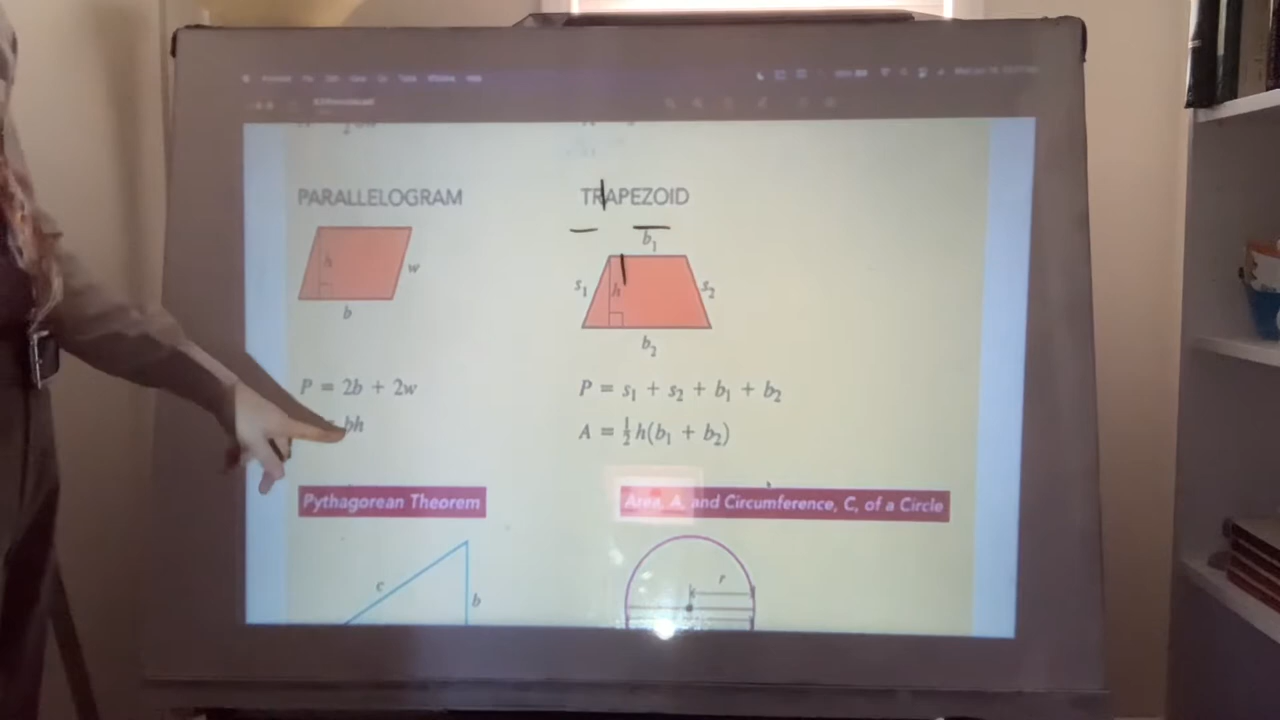 PARALLELOGRAM
h
w
b
P = 2b + 2w
bh
TRAPEZOID
b₁
s₁
h
s₂
b₂
P = s₁ + s₂ + b₁ + b₂
A = ½h(b₁ + b₂)
Pythagorean Theorem
c
b
Area, A, and Circumference, C, of a Circle
r